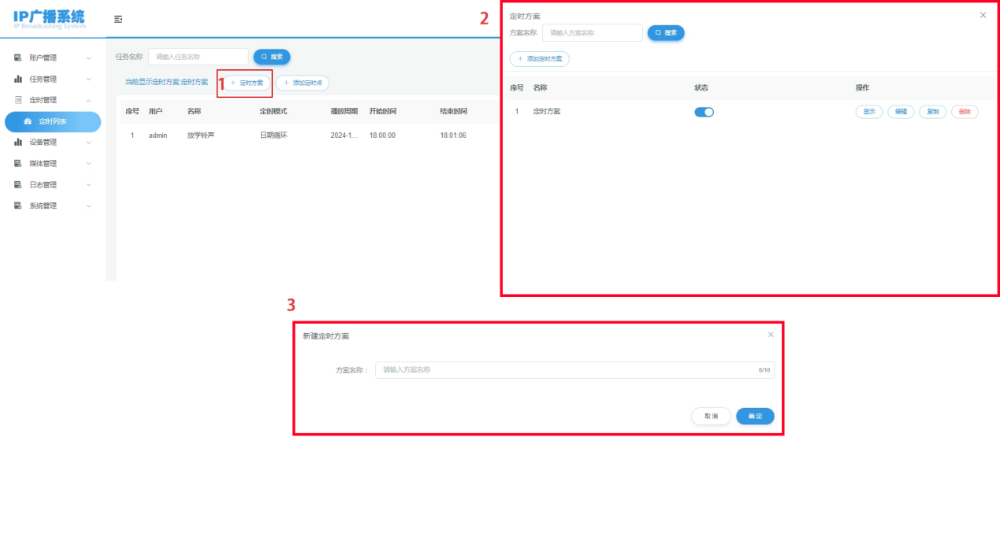 IP广播系统
IP Broadcasting System
账户管理
任务管理
定时管理
定时列表
设备管理
媒体管理
日志管理
系统管理
任务名称 请输入任务名称 搜索
当前显示定时方案:定时方案 1 + 定时方案 + 添加定时点
序号 用户 名称 定时模式 播放周期 开始时间 结束时间
1 admin 放学铃声 日期循环 2024-1... 18:00:00 18:01:06
2
定时方案
方案名称 请输入方案名称 搜索
+ 添加定时方案
序号 名称 状态 操作
1 定时方案 显示 编辑 复制 删除
3
新建定时方案
方案名称： 请输入方案名称 0/10
取消 确定